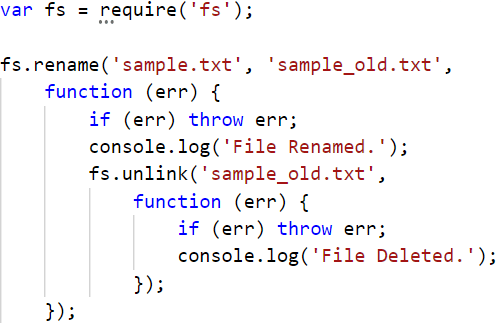 var fs = require('fs');

fs.rename('sample.txt', 'sample_old.txt',
    function (err) {
        if (err) throw err;
        console.log('File Renamed.');
        fs.unlink('sample_old.txt',
            function (err) {
                if (err) throw err;
                console.log('File Deleted.');
            });
    });